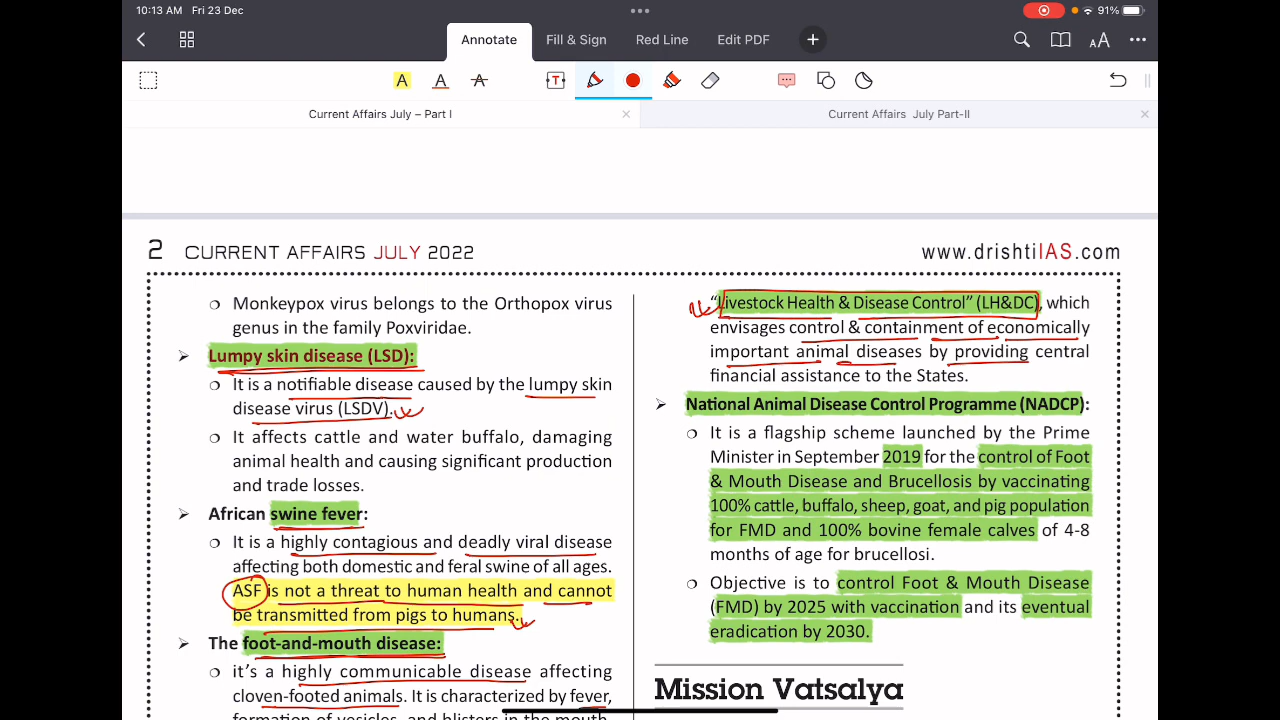 10:13 AM Fri 23 Dec
91%
Annotate Fill & Sign Red Line Edit PDF
A A A T AA
Current Affairs July – Part I
Current Affairs July Part-II
2 CURRENT AFFAIRS JULY 2022
www.drishtiIAS.com
Monkeypox virus belongs to the Orthopox virus
genus in the family Poxviridae.
Lumpy skin disease (LSD):
It is a notifiable disease caused by the lumpy skin
disease virus (LSDV).
It affects cattle and water buffalo, damaging
animal health and causing significant production
and trade losses.
African swine fever:
It is a highly contagious and deadly viral disease
affecting both domestic and feral swine of all ages.
ASF is not a threat to human health and cannot
be transmitted from pigs to humans.
The foot-and-mouth disease:
it's a highly communicable disease affecting
cloven-footed animals. It is characterized by fever,
formation of vesicles, and blisters in the mouth,
"Livestock Health & Disease Control" (LH&DC), which
envisages control & containment of economically
important animal diseases by providing central
financial assistance to the States.
National Animal Disease Control Programme (NADCP):
It is a flagship scheme launched by the Prime
Minister in September 2019 for the control of Foot
& Mouth Disease and Brucellosis by vaccinating
100% cattle, buffalo, sheep, goat, and pig population
for FMD and 100% bovine female calves of 4-8
months of age for brucellosi.
Objective is to control Foot & Mouth Disease
(FMD) by 2025 with vaccination and its eventual
eradication by 2030.
Mission Vatsalya